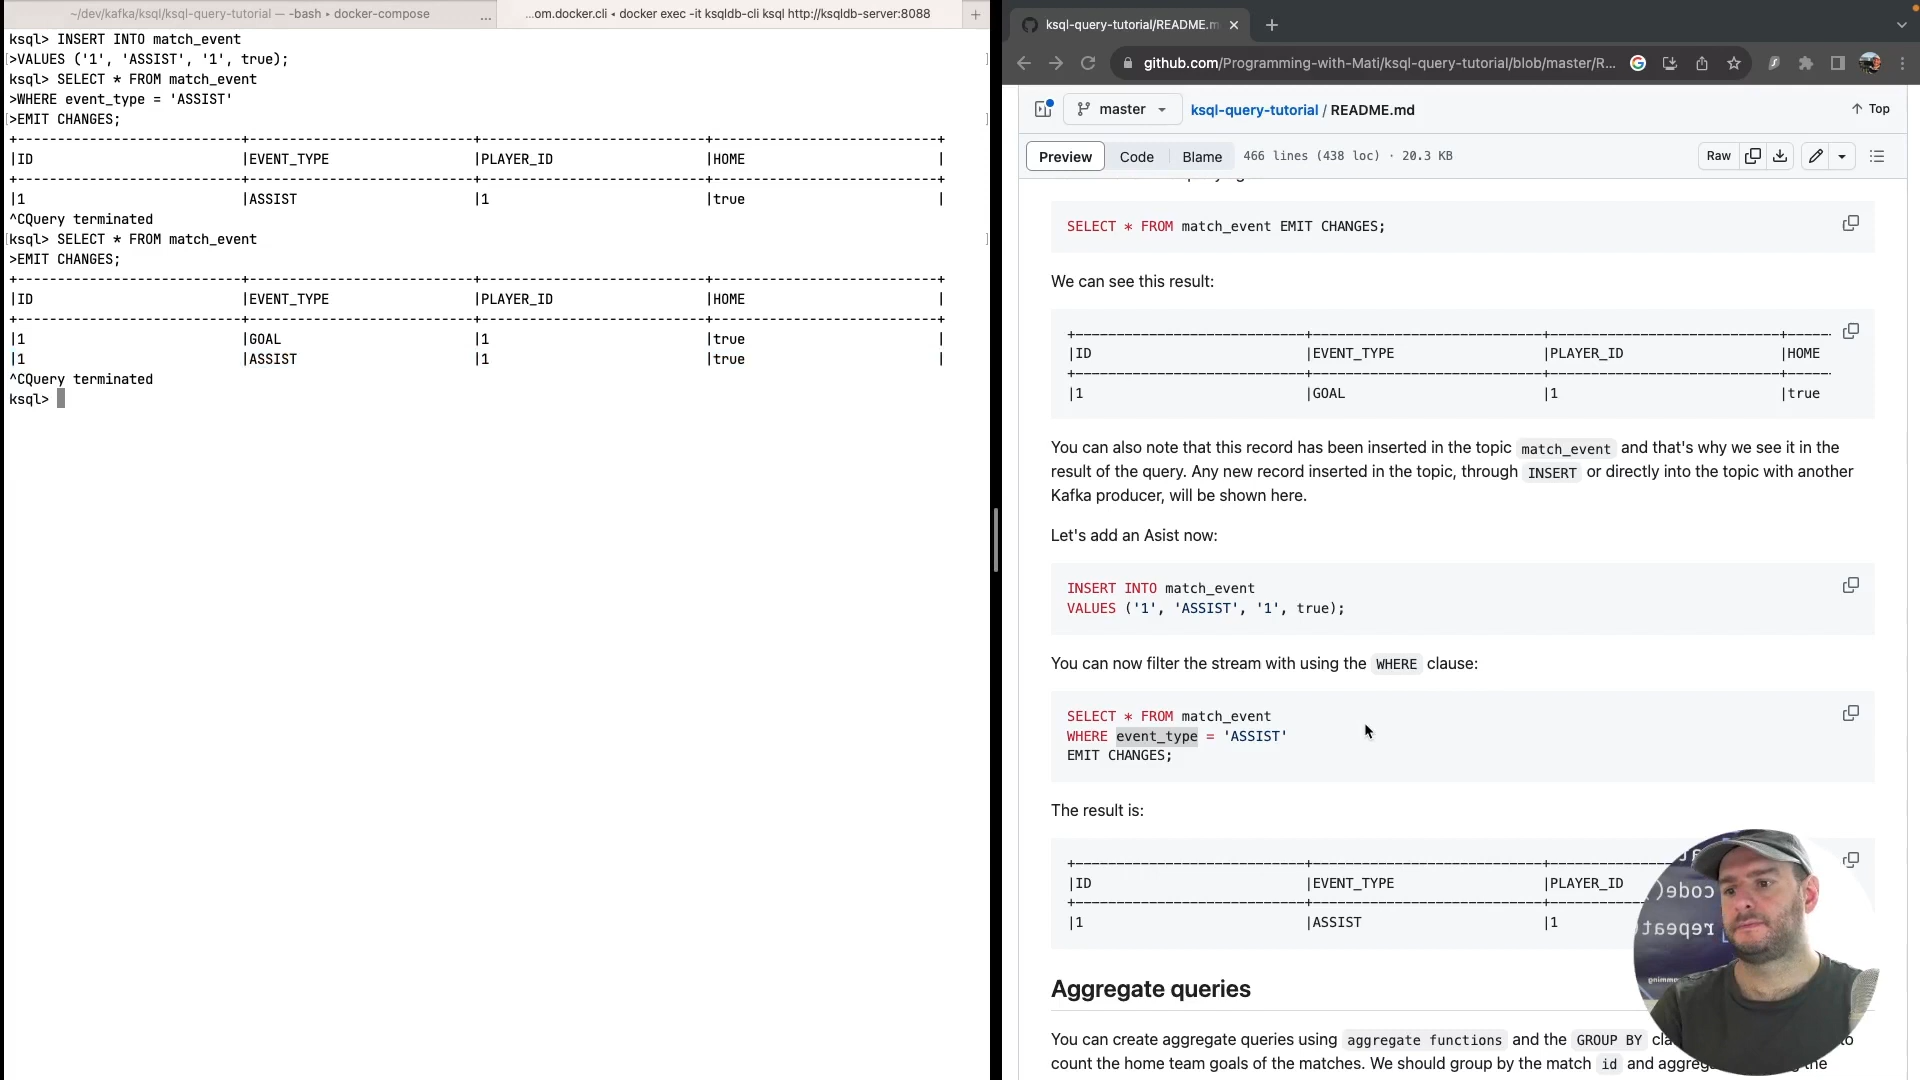 ~/dev/kafka/ksql/ksql-query-tutorial — -bash ▸ docker-compose ...
...om.docker.cli ◂ docker exec -it ksqldb-cli ksql http://ksqldb-server:8088 +
ksql> INSERT INTO match_event
>VALUES ('1', 'ASSIST', '1', true);
ksql> SELECT * FROM match_event
>WHERE event_type = 'ASSIST'
>EMIT CHANGES;
|ID |EVENT_TYPE |PLAYER_ID |HOME |
|1 |ASSIST |1 |true |
^CQuery terminated
ksql> SELECT * FROM match_event
>EMIT CHANGES;
|ID |EVENT_TYPE |PLAYER_ID |HOME |
|1 |GOAL |1 |true |
|1 |ASSIST |1 |true |
^CQuery terminated
ksql>
ksql-query-tutorial/README.m
github.com/Programming-with-Mati/ksql-query-tutorial/blob/master/R...
master ksql-query-tutorial / README.md Top
Preview Code Blame 466 lines (438 loc) · 20.3 KB Raw
SELECT * FROM match_event EMIT CHANGES;
We can see this result:
|ID |EVENT_TYPE |PLAYER_ID |HOME
|1 |GOAL |1 |true
You can also note that this record has been inserted in the topic match_event and that's why we see it in the
result of the query. Any new record inserted in the topic, through INSERT or directly into the topic with another
Kafka producer, will be shown here.
Let's add an Asist now:
INSERT INTO match_event
VALUES ('1', 'ASSIST', '1', true);
You can now filter the stream with using the WHERE clause:
SELECT * FROM match_event
WHERE event_type = 'ASSIST'
EMIT CHANGES;
The result is:
|ID |EVENT_TYPE |PLAYER_ID
|1 |ASSIST |1
code(
repeat
Aggregate queries
You can create aggregate queries using aggregate functions and the GROUP BY cla to
count the home team goals of the matches. We should group by the match id and aggreg the